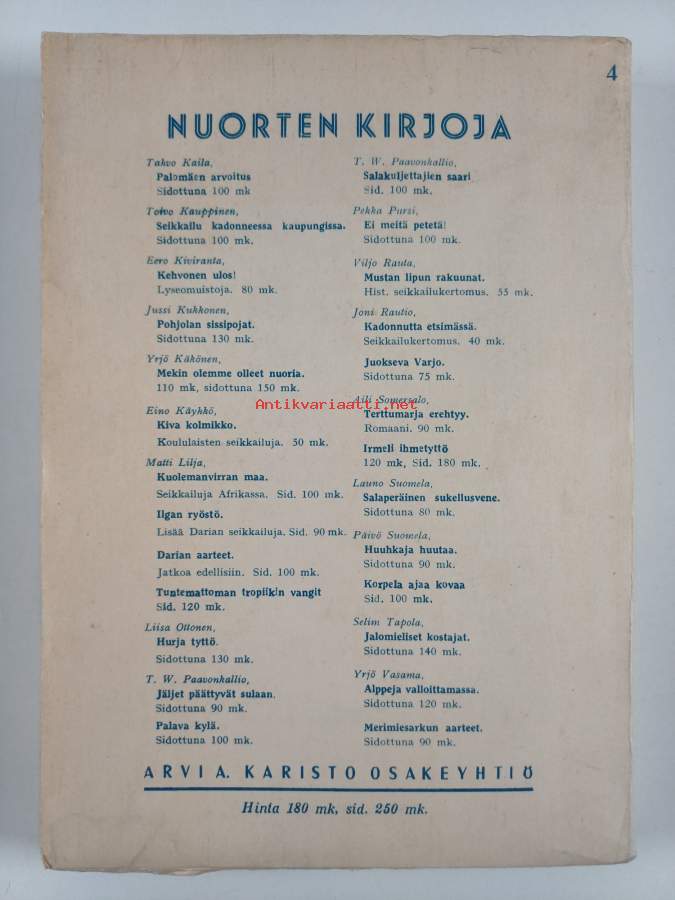 4
NUORTEN KIRJOJA
Tahvo Kaila,
Palomäen arvoitus
Sidottuna 100 mk
Toivo Kauppinen,
Seikkailu kadonneessa kaupungissa.
Sidottuna 100 mk.
Eero Kiviranta,
Kehvonen ulos!
Lyseomuistoja. 80 mk.
Jussi Kukkonen,
Pohjolan sissipojat.
Sidottuna 130 mk.
Yrjö Käkönen,
Mekin olemme olleet nuoria.
110 mk, sidottuna 150 mk.
Eino Käyhkö,
Kiva kolmikko.
Koululaisten seikkailuja. 50 mk.
Matti Lilja,
Kuolemanvirran maa.
Seikkailuja Afrikassa. Sid. 100 mk.
Ilgan ryöstö.
Lisää Darian seikkailuja. Sid. 90 mk.
Darian aarteet.
Jatkoa edellisiin. Sid. 100 mk.
Tuntemattoman tropiikin vangit
Sid. 120 mk.
Liisa Ottonen,
Hurja tyttö.
Sidottuna 130 mk.
T. W. Paavonkallio,
Jäljet päättyvät sulaan.
Sidottuna 90 mk.
Palava kylä.
Sidottuna 100 mk.
T. W. Paavonkallio,
Salakuljettajien saari
Sid. 100 mk.
Pekka Pursi,
Ei meitä petetä!
Sidottuna 100 mk.
Viljo Rauta,
Mustan lipun rakuunat.
Hist. seikkailukertomus. 55 mk.
Joni Rautio,
Kadonnutta etsimässä.
Seikkailukertomus. 40 mk.
Juokseva Varjo.
Sidottuna 75 mk.
Aili Somersalo,
Terttumarja erehtyy.
Romaani. 90 mk.
Irmeli ihmetyttö
120 mk, Sid. 180 mk.
Launo Suomela,
Salaperäinen sukellusvene.
Sidottuna 80 mk.
Päivö Suomela,
Huuhkaja huutaa.
Sidottuna 90 mk.
Korpela ajaa kovaa
Sid. 100 mk.
Selim Tapola,
Jalomieliset kostajat.
Sidottuna 140 mk.
Yrjö Vasama,
Alppeja valloittamassa.
Sidottuna 120 mk.
Merimiesarkun aarteet.
Sidottuna 90 mk.
ARVI A. KARISTO OSAKEYHTIÖ
Hinta 180 mk, sid. 250 mk.
Antikvariaatti.net